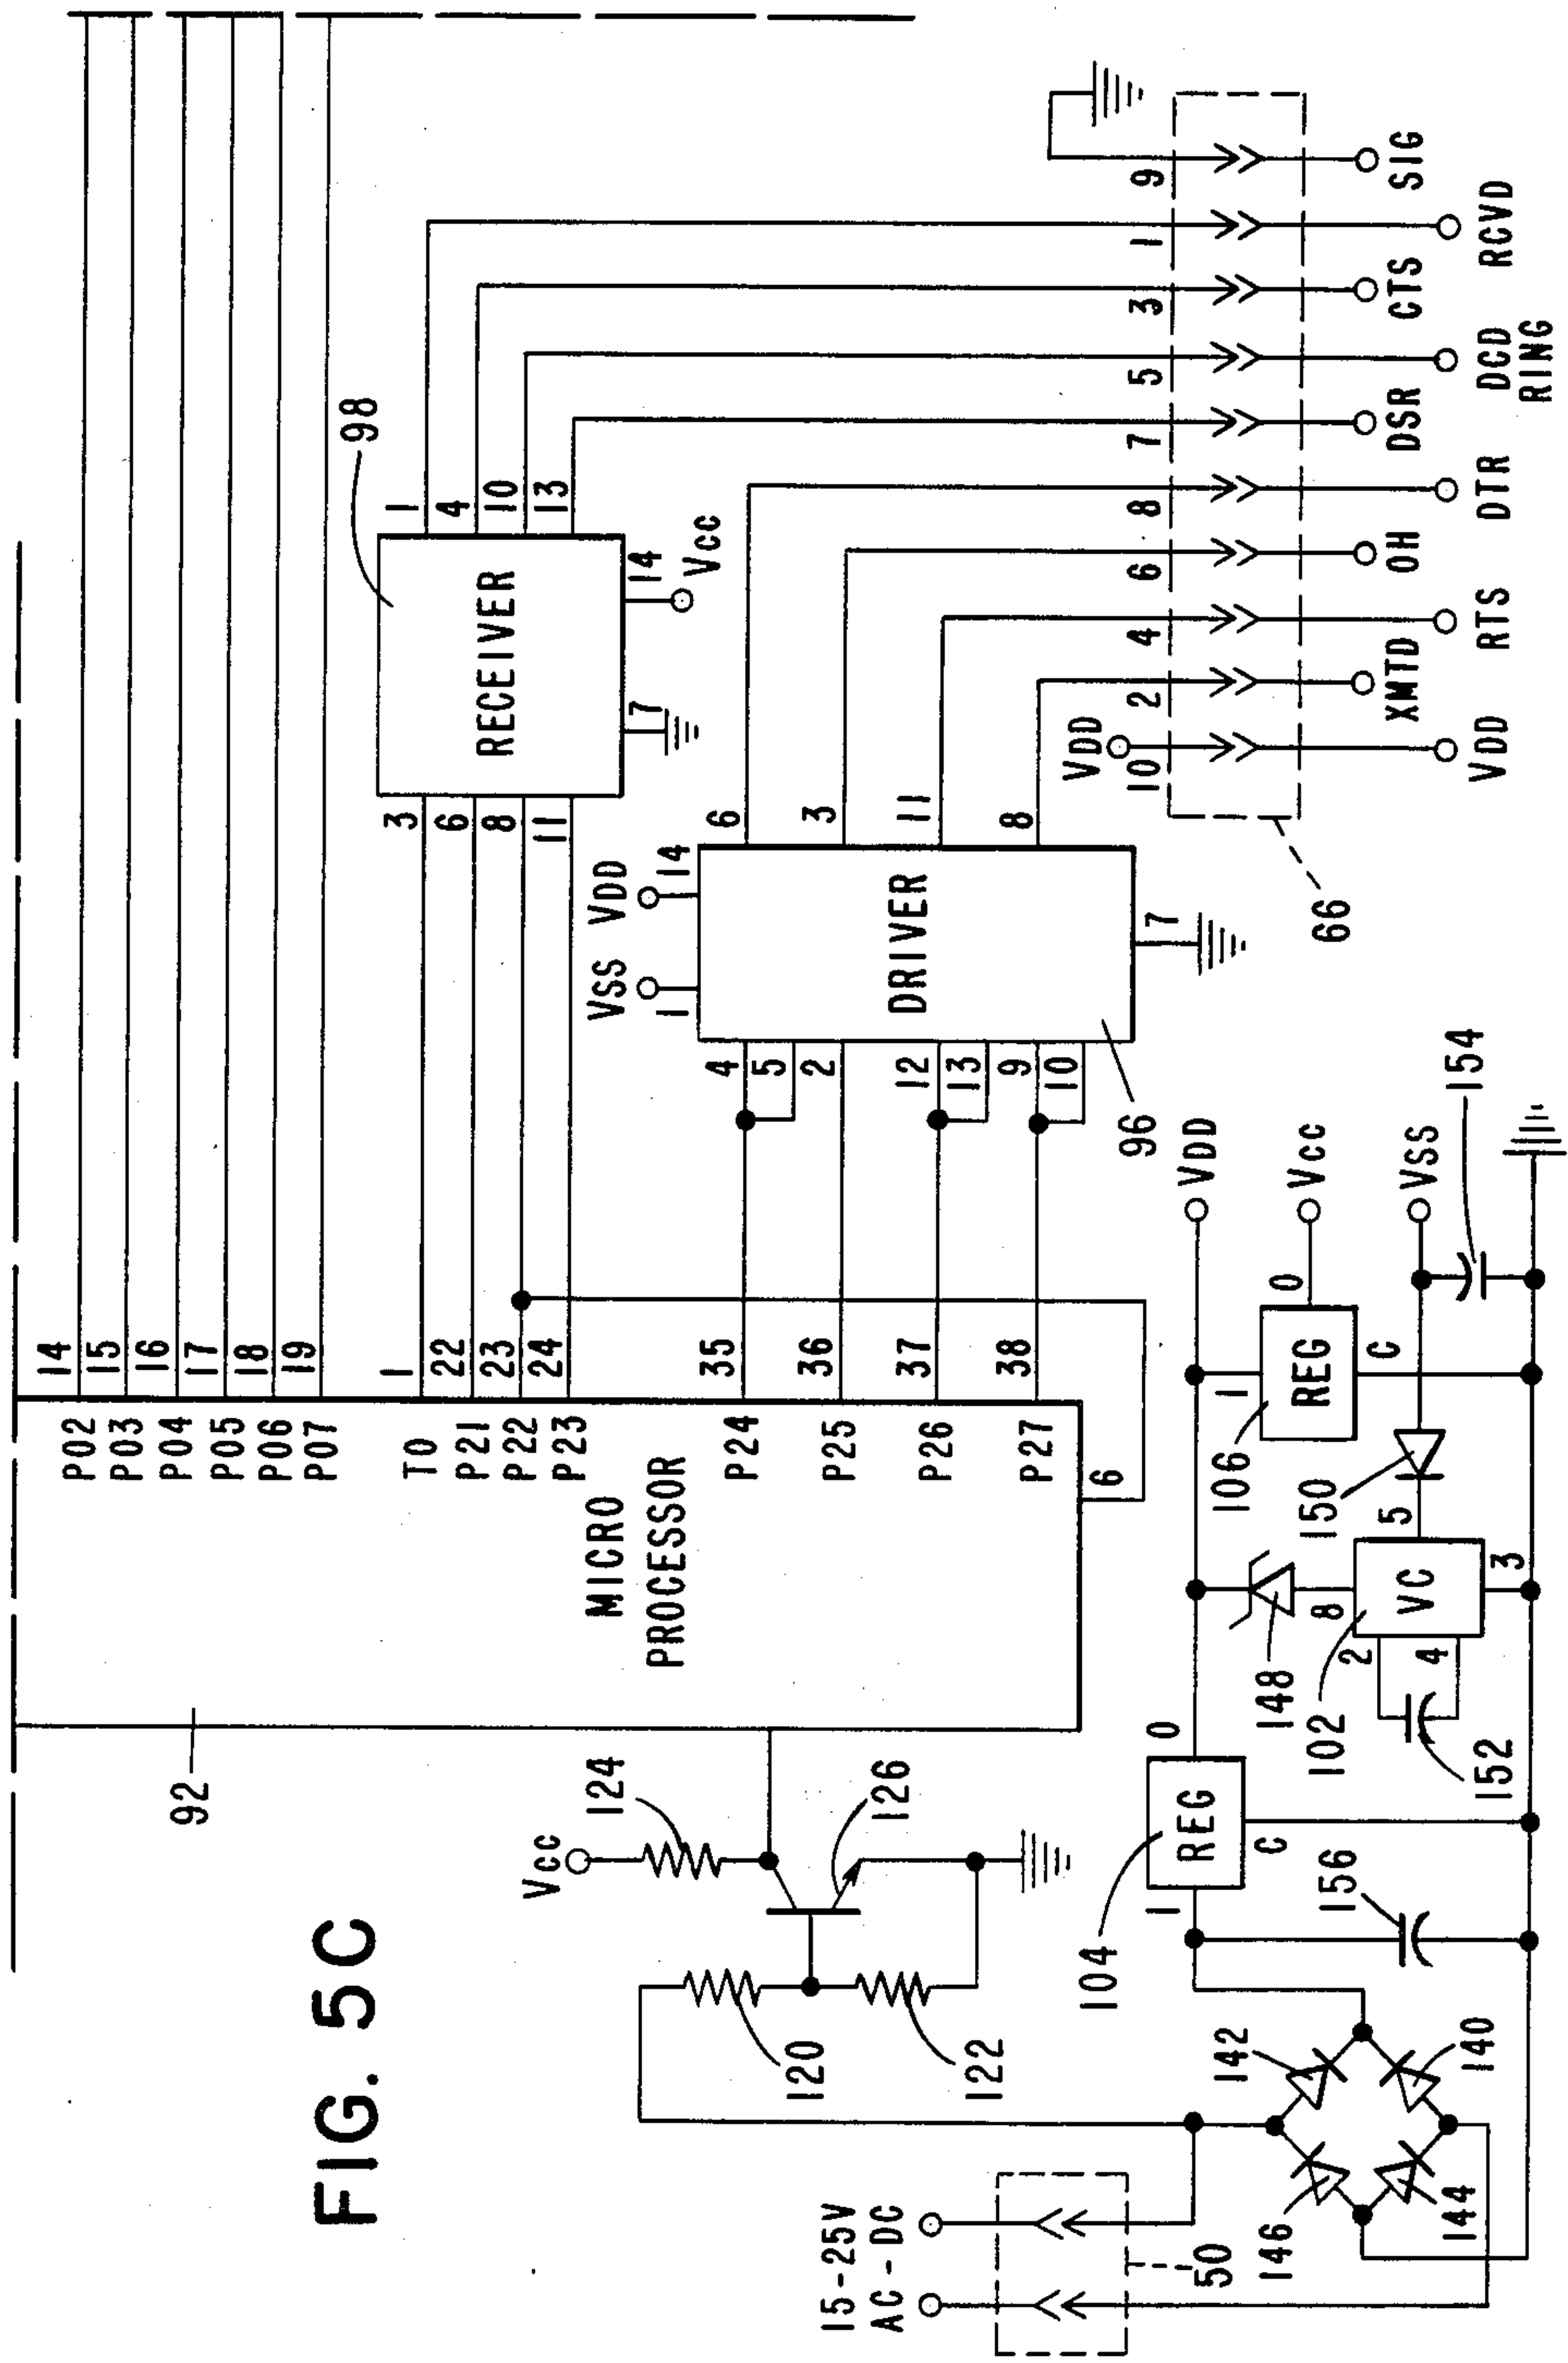 FIG. 5C
92
P02 14
P03 15
P04 16
P05 17
P06 18
P07 19
T0 1
P21 22
P22 23
P23 24
P24 35
P25 36
P26 37
P27 38
6
MICRO
PROCESSOR
98
RECEIVER
3 1
6 4
8 10
11 13
7
14
Vcc
VSS
VDD
1
14
DRIVER
4 6
5
2 3
12 11
13
9 8
10
7
96
VDD
10
2
4
6
8
7
5
3
1
9
66
VDD
XMTD
RTS
OH
DTR
DSR
DCD
RING
CTS
RCVD
SIG
Vcc
124
126
120
122
15-25V
AC-DC
50
142
140
146
144
104
1
REG
0
C
156
148
8
2
4
VC
5
3
102
152
150
106
1
REG
0
C
VDD
Vcc
VSS
154